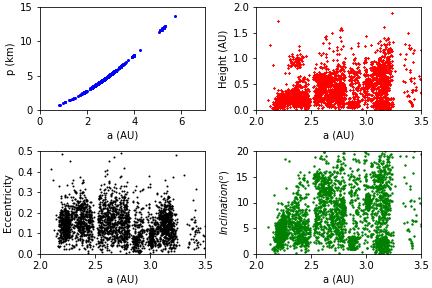 15
10
5
0
p (km)
0 2 4 6
a (AU)
2.0
1.5
1.0
0.5
0.0
Height (AU)
2.0 2.5 3.0 3.5
a (AU)
0.5
0.4
0.3
0.2
0.1
0.0
Eccentricity
2.0 2.5 3.0 3.5
a (AU)
20
15
10
5
0
Inclination(°)
2.0 2.5 3.0 3.5
a (AU)